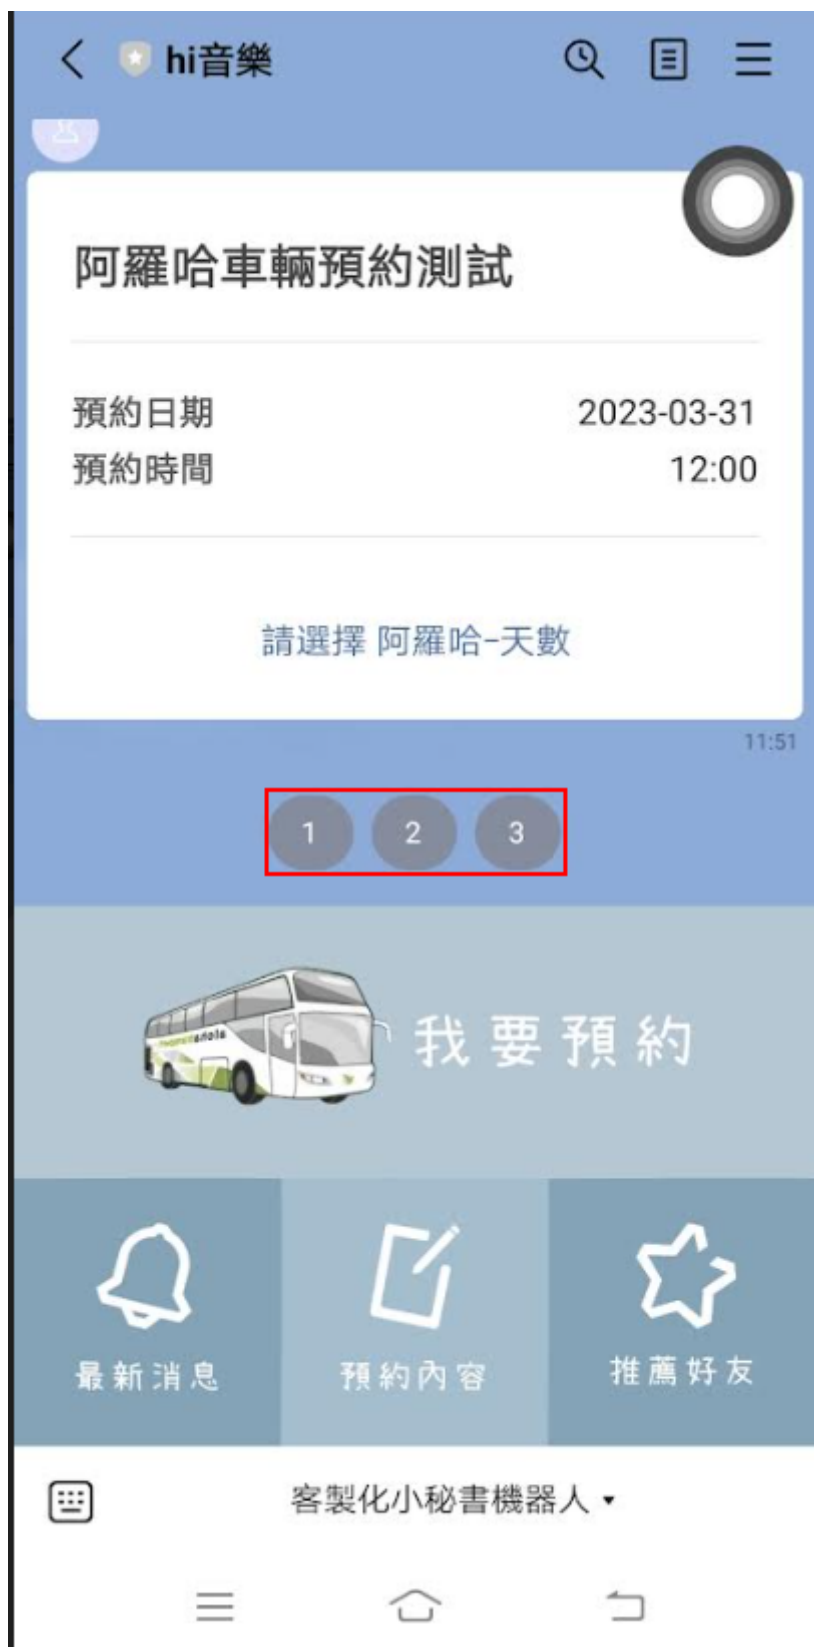 hi音樂
阿羅哈車輛預約測試
預約日期 2023-03-31
預約時間 12:00
請選擇 阿羅哈-天數
11:51
1 2 3
我要預約
最新消息 預約內容 推薦好友
客製化小秘書機器人